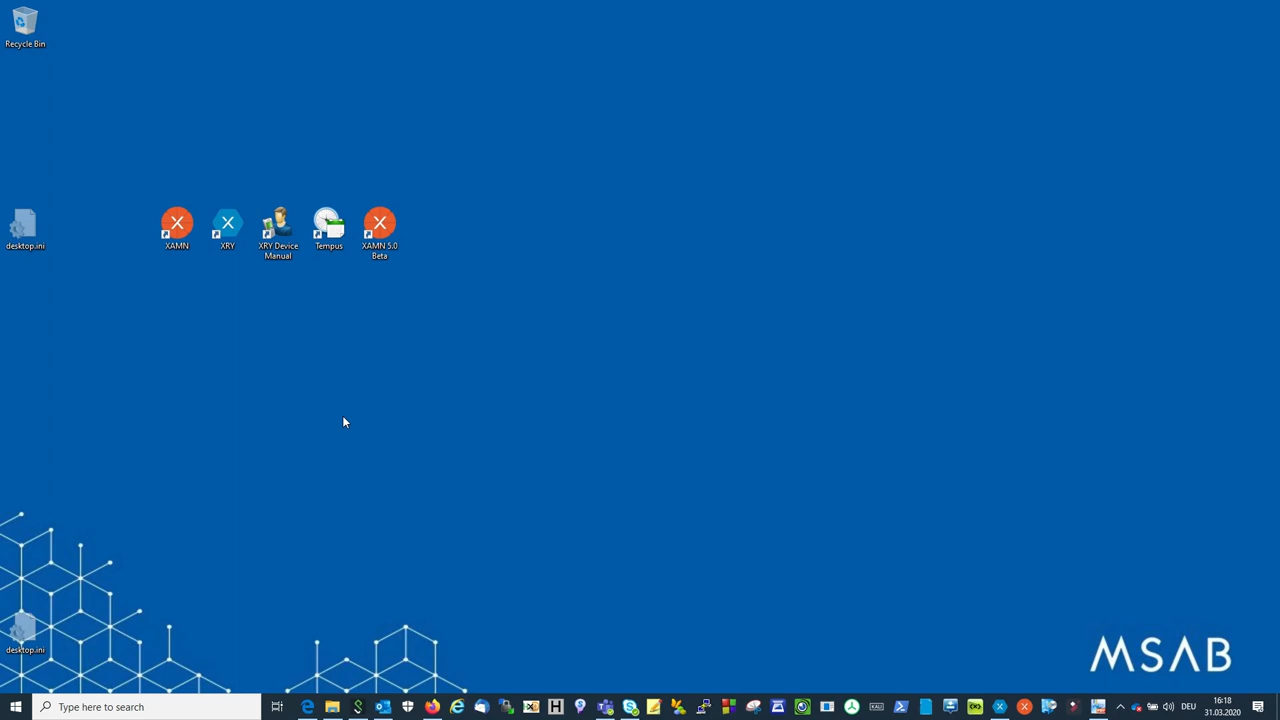 Recycle Bin
desktop.ini
XAMN
XRY
XRY Device
Manual
Tempus
XAMN 5.0
Beta
desktop.ini
MSAB
Type here to search
DEU
16:18
31.03.2020